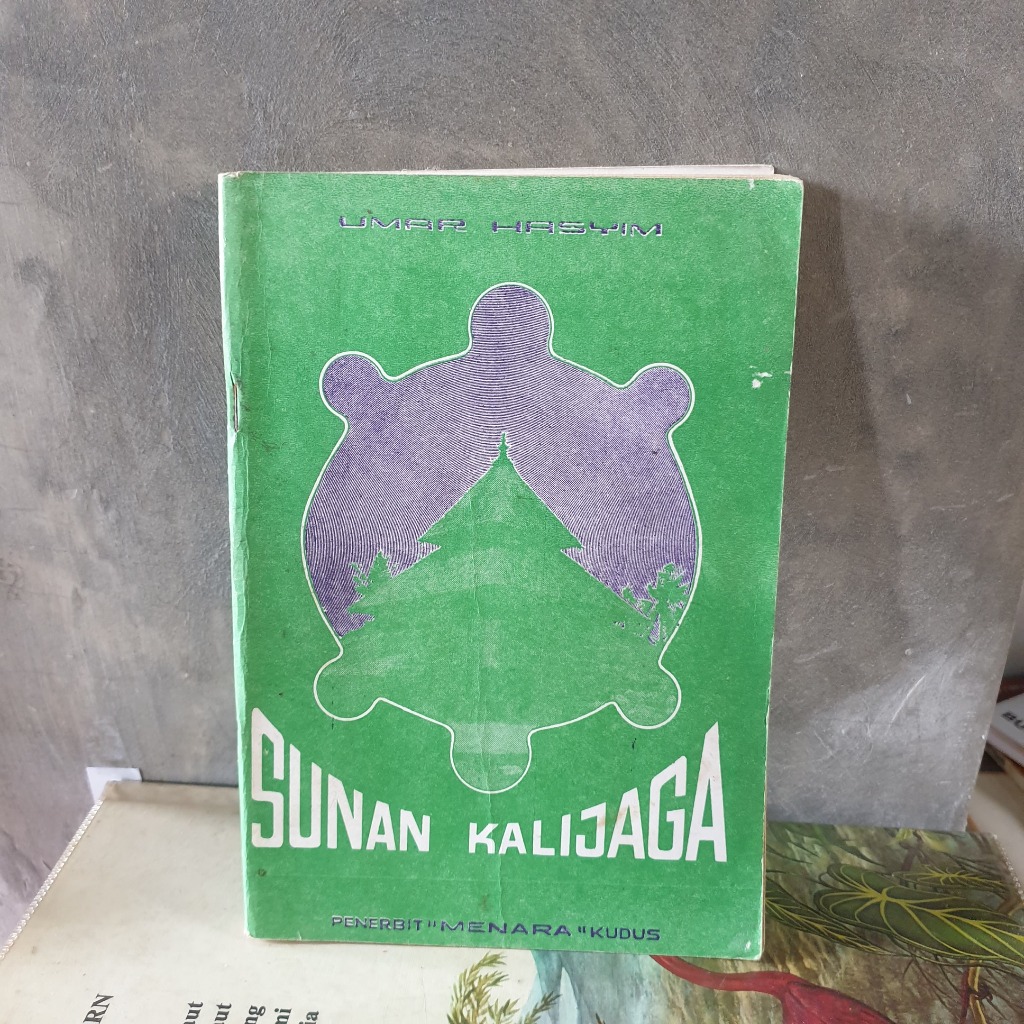 UMAR HASYIM
SUNAN KALIJAGA
PENERBIT "MENARA" KUDUS